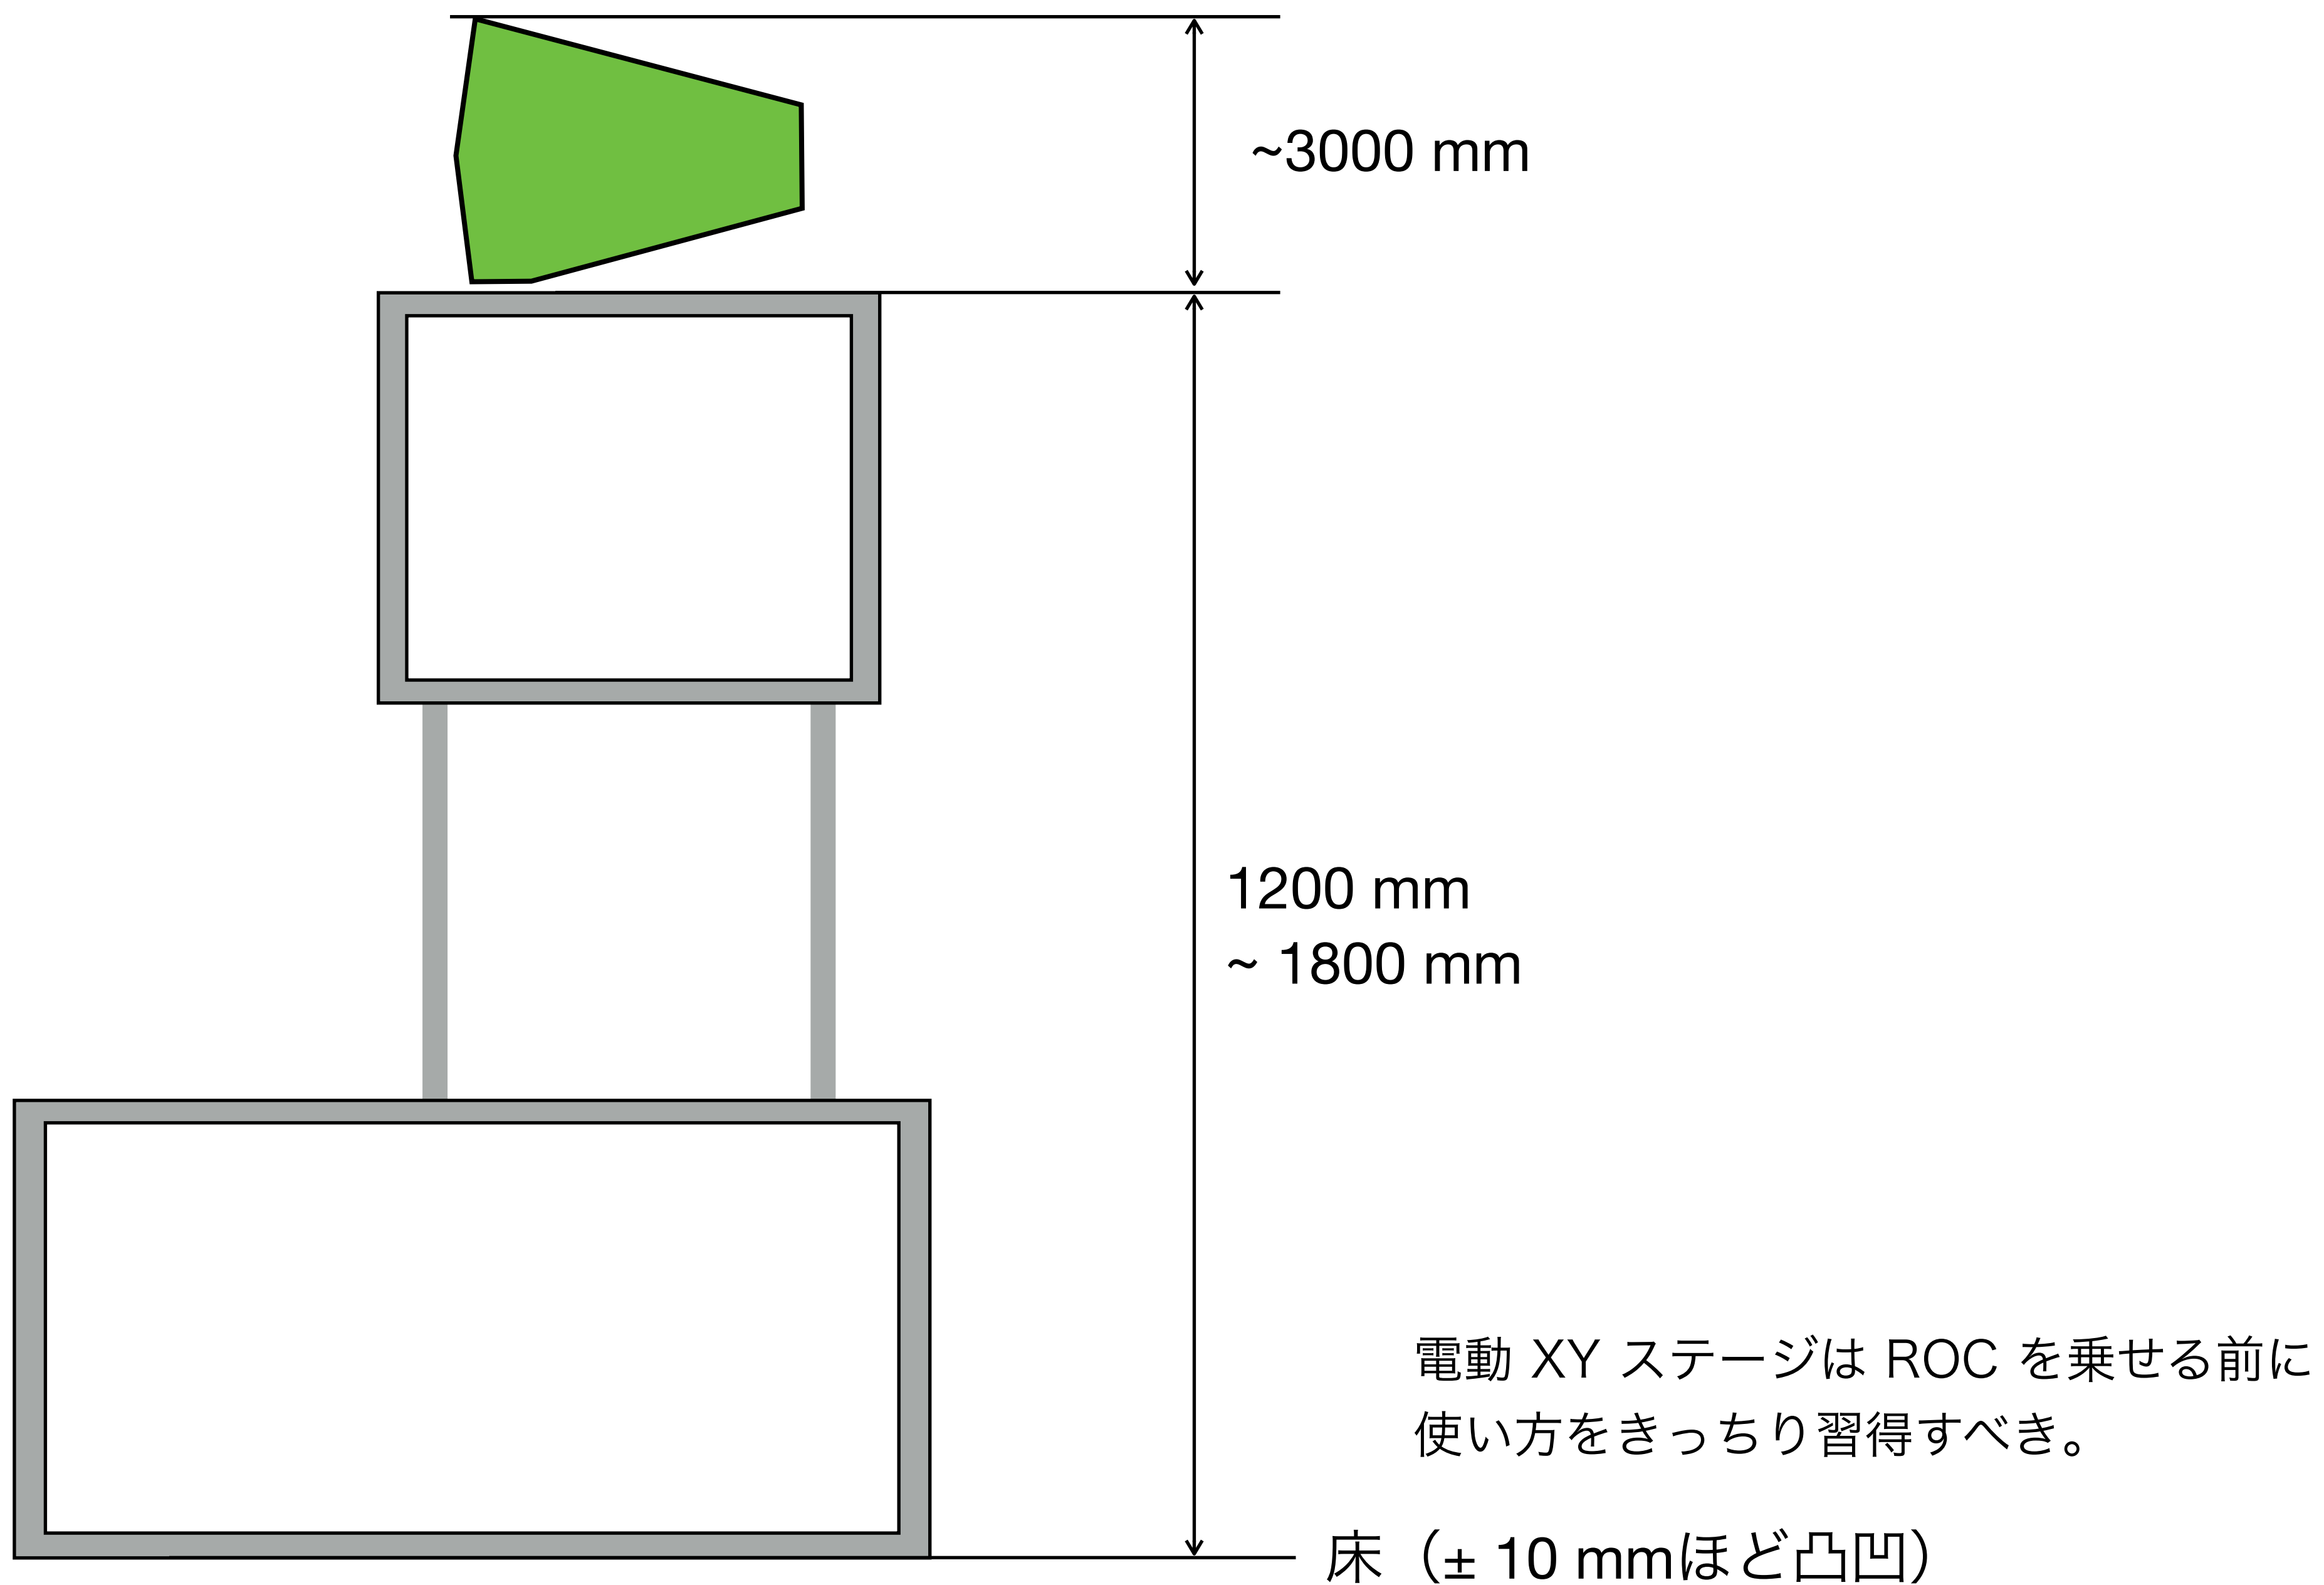 ~3000 mm
1200 mm
~ 1800 mm
電動 XY ステージは ROC を乗せる前に
使い方をきっちり習得すべき。
床（± 10 mmほど凸凹）